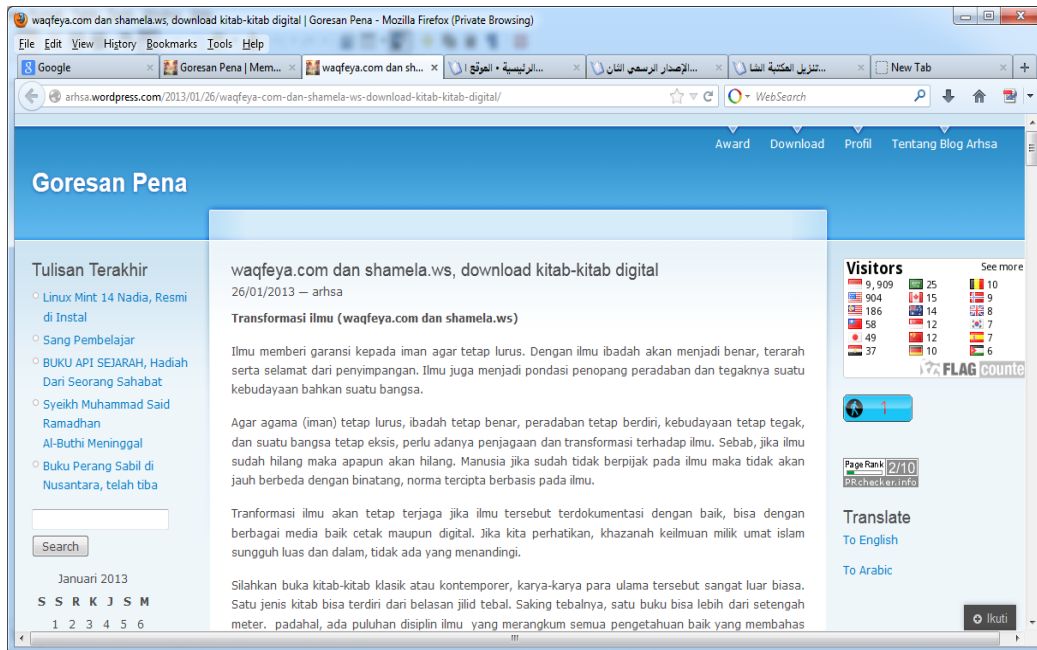 waqfeya.com dan shamela.ws, download kitab-kitab digital | Goresan Pena - Mozilla Firefox (Private Browsing)
File Edit View History Bookmarks Tools Help
Google
Goresan Pena | Mem...
waqfeya.com dan sh...
...الرئيسية • الموقع ا
...الإصدار الرسمي الثان
...تنزيل المكتبة الشا
New Tab
arhsa.wordpress.com/2013/01/26/waqfeya-com-dan-shamela-ws-download-kitab-kitab-digital/
WebSearch
Award Download Profil Tentang Blog Arhsa
Goresan Pena
Tulisan Terakhir
Linux Mint 14 Nadia, Resmi
di Instal
Sang Pembelajar
BUKU API SEJARAH, Hadiah
Dari Seorang Sahabat
Syeikh Muhammad Said
Ramadhan
Al-Buthi Meninggal
Buku Perang Sabil di
Nusantara, telah tiba
Search
Januari 2013
S S R K J S M
1 2 3 4 5 6
waqfeya.com dan shamela.ws, download kitab-kitab digital
26/01/2013 — arhsa
Transformasi ilmu (waqfeya.com dan shamela.ws)
Ilmu memberi garansi kepada iman agar tetap lurus. Dengan ilmu ibadah akan menjadi benar, terarah
serta selamat dari penyimpangan. Ilmu juga menjadi pondasi penopang peradaban dan tegaknya suatu
kebudayaan bahkan suatu bangsa.
Agar agama (iman) tetap lurus, ibadah tetap benar, peradaban tetap berdiri, kebudayaan tetap tegak,
dan suatu bangsa tetap eksis, perlu adanya penjagaan dan transformasi terhadap ilmu. Sebab, jika ilmu
sudah hilang maka apapun akan hilang. Manusia jika sudah tidak berpijak pada ilmu maka tidak akan
jauh berbeda dengan binatang, norma tercipta berbasis pada ilmu.
Tranformasi ilmu akan tetap terjaga jika ilmu tersebut terdokumentasi dengan baik, bisa dengan
berbagai media baik cetak maupun digital. Jika kita perhatikan, khazanah keilmuan milik umat islam
sungguh luas dan dalam, tidak ada yang menandingi.
Silahkan buka kitab-kitab klasik atau kontemporer, karya-karya para ulama tersebut sangat luar biasa.
Satu jenis kitab bisa terdiri dari belasan jilid tebal. Saking tebalnya, satu buku bisa lebih dari setengah
meter. padahal, ada puluhan disiplin ilmu yang merangkum semua pengetahuan baik yang membahas
Visitors See more
9,909 25 10
904 15 9
186 14 8
58 12 7
49 12 7
37 10 6
FLAG counte
1
PageRank 2/10
PRchecker.info
Translate
To English
To Arabic
Ikuti